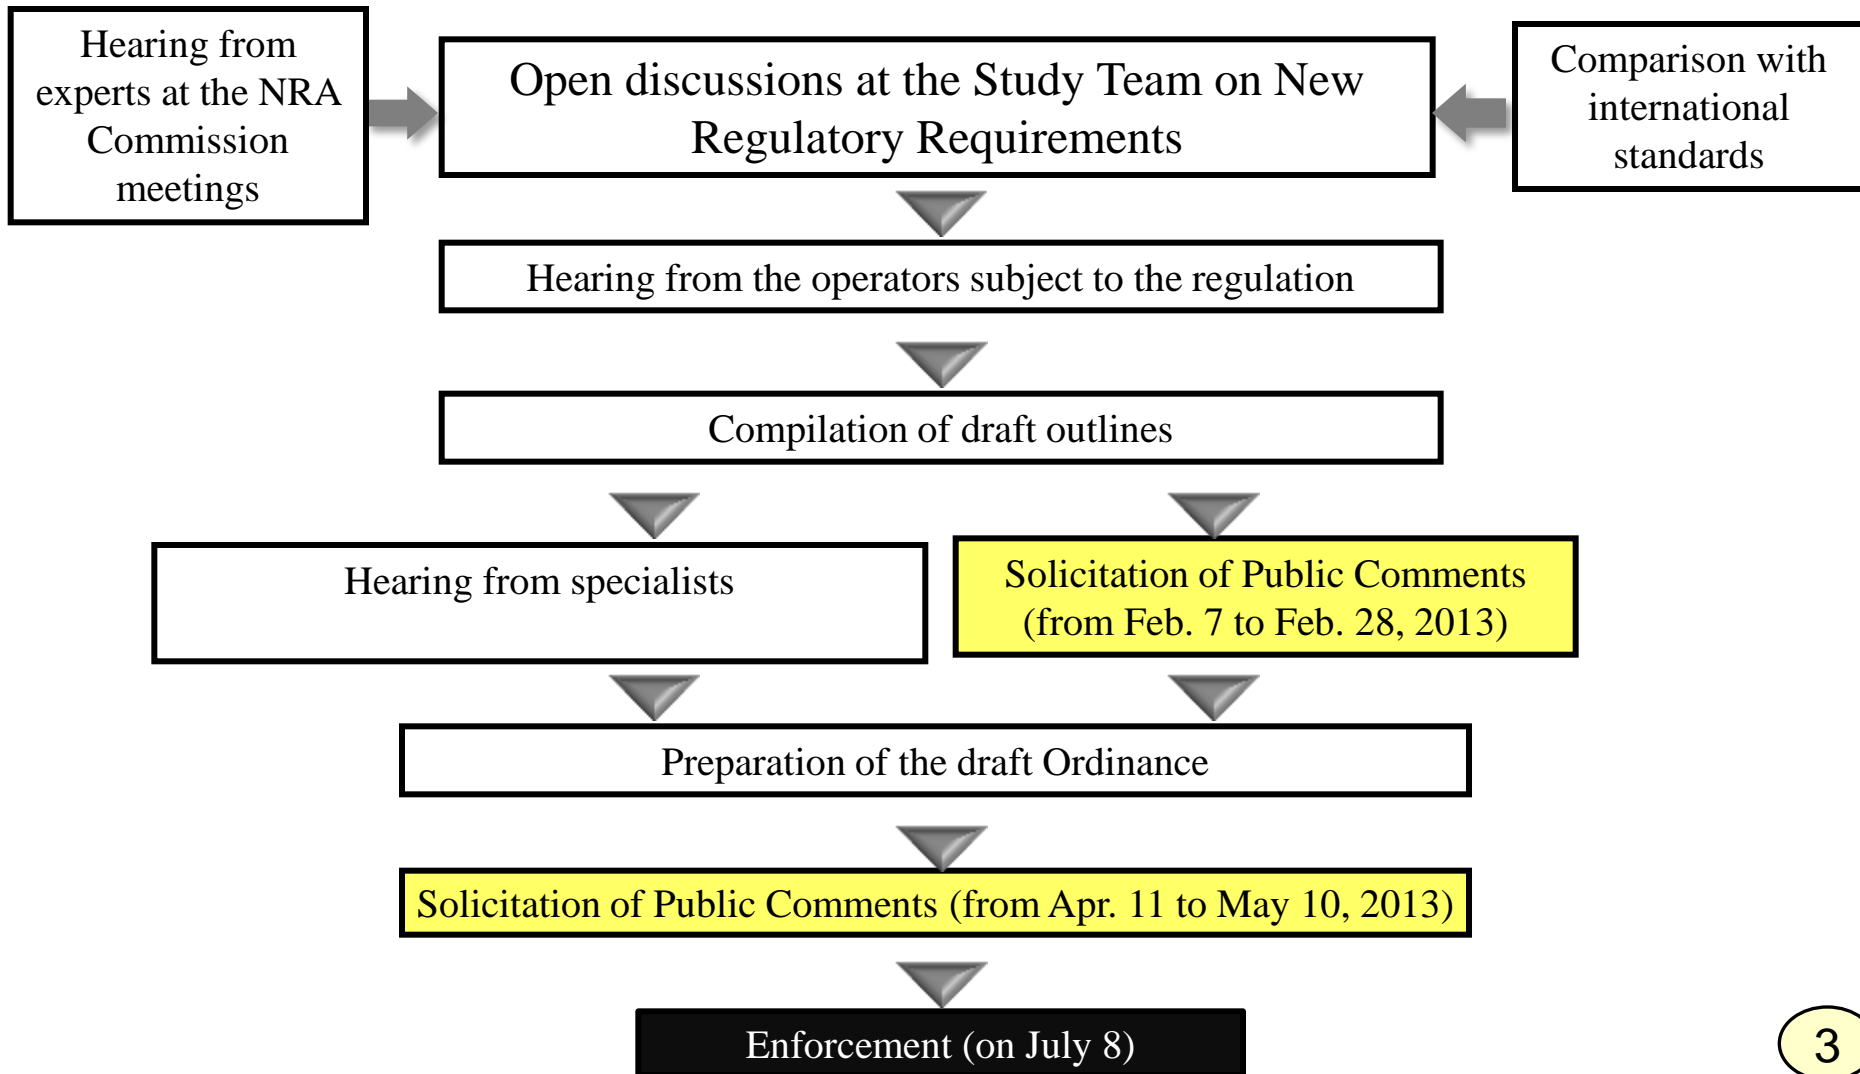 Hearing from
experts at the NRA
Commission
meetings
Open discussions at the Study Team on New
Regulatory Requirements
Comparison with
international
standards
Hearing from the operators subject to the regulation
Compilation of draft outlines
Hearing from specialists
Solicitation of Public Comments
(from Feb. 7 to Feb. 28, 2013)
Preparation of the draft Ordinance
Solicitation of Public Comments (from Apr. 11 to May 10, 2013)
Enforcement (on July 8)
3